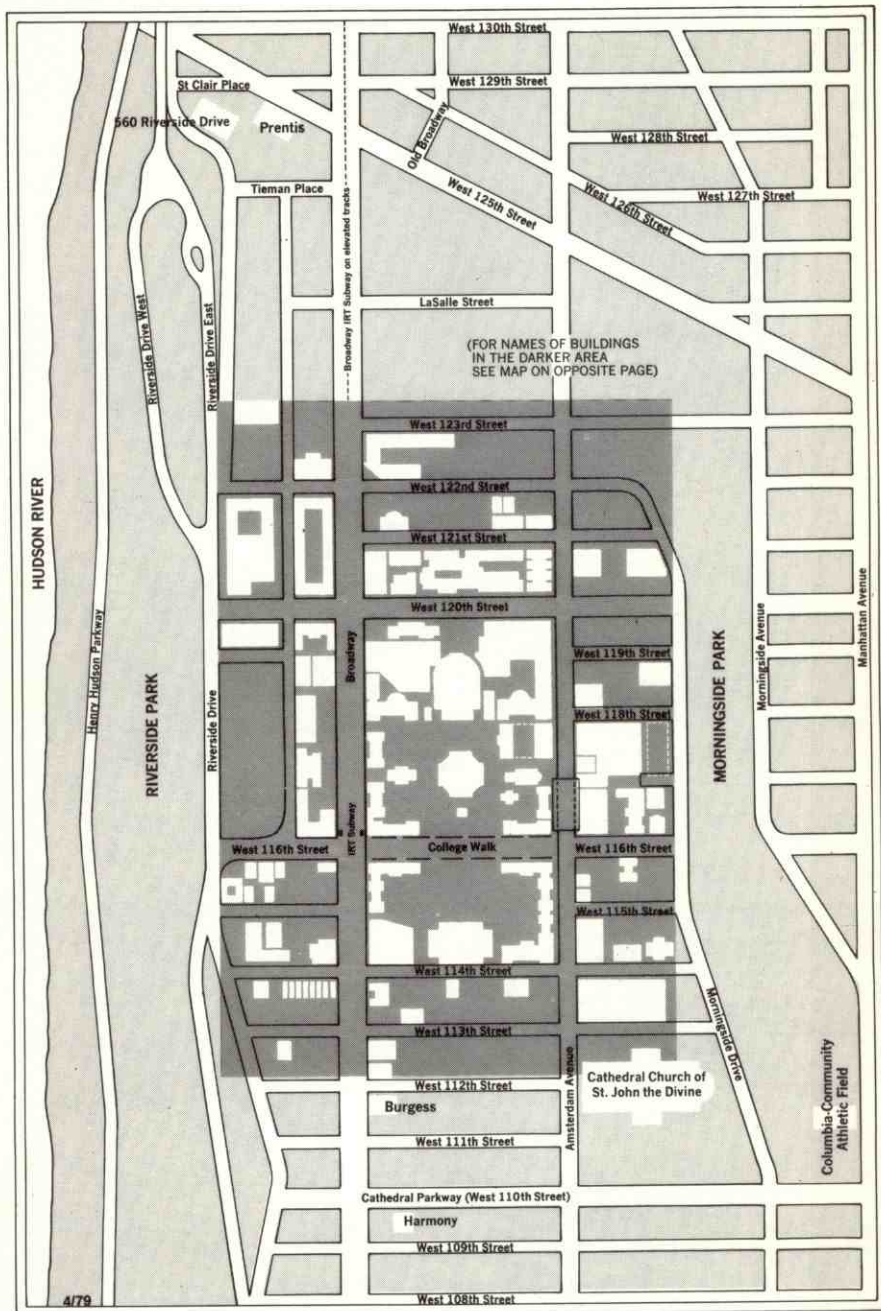 West 130th Street
St Clair Place
West 129th Street
560 Riverside Drive
Prentis
Old Broadway
West 128th Street
Tieman Place
West 125th Street
West 126th Street
West 127th Street
Broadway IRT Subway on elevated tracks
LaSalle Street
Riverside Drive West
Riverside Drive East
(FOR NAMES OF BUILDINGS
IN THE DARKER AREA
SEE MAP ON OPPOSITE PAGE)
West 123rd Street
West 122nd Street
West 121st Street
HUDSON RIVER
West 120th Street
Henry Hudson Parkway
RIVERSIDE PARK
Riverside Drive
Broadway
West 119th Street
MORNINGSIDE PARK
Morningside Avenue
Manhattan Avenue
West 118th Street
IRT Subway
West 116th Street
College Walk
West 116th Street
West 115th Street
West 114th Street
Morningside Drive
West 113th Street
West 112th Street
Amsterdam Avenue
Cathedral Church of
St. John the Divine
Columbia-Community
Athletic Field
Burgess
West 111th Street
Cathedral Parkway (West 110th Street)
Harmony
West 109th Street
4/79
West 108th Street